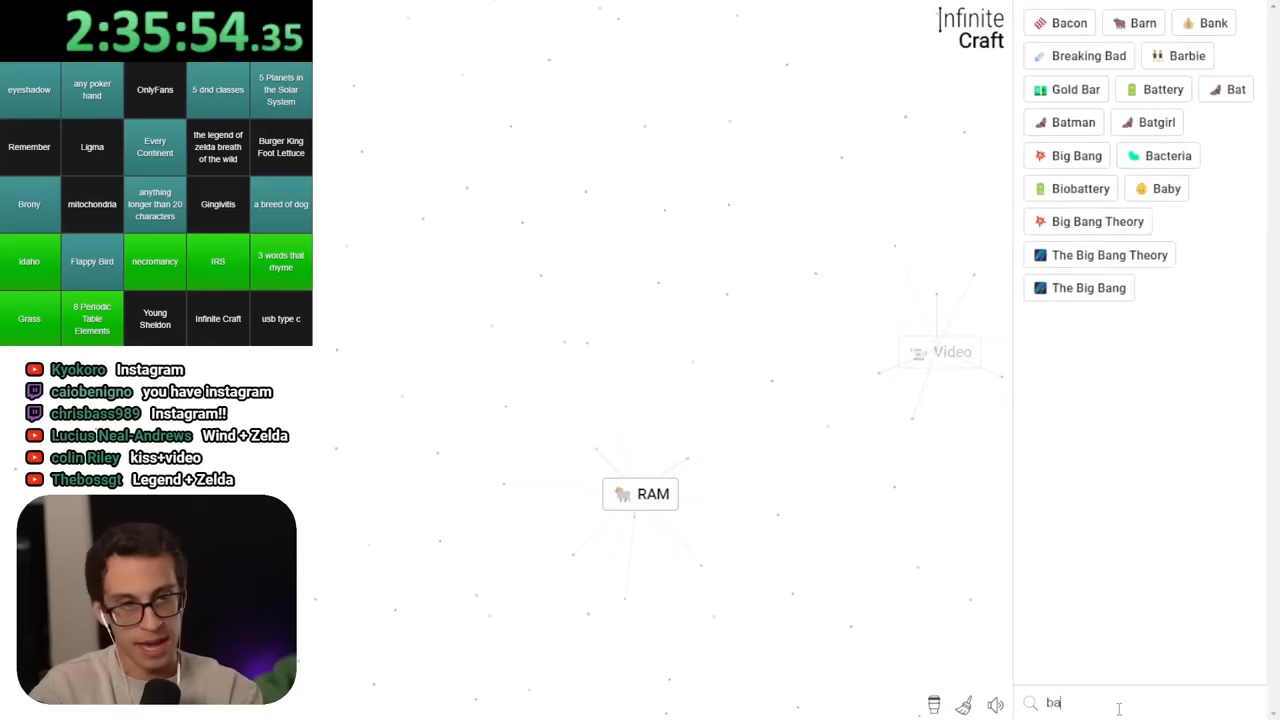 2:35:54.35
eyeshadow
any poker
hand
OnlyFans
5 dnd classes
5 Planets in
the Solar
System
Remember
Ligma
Every
Continent
the legend of
zelda breath
of the wild
Burger King
Foot Lettuce
Brony
mitochondria
anything
longer than 20
characters
Gingivitis
a breed of dog
idaho
Flappy Bird
necromancy
IRS
3 words that
rhyme
Grass
8 Periodic
Table
Elements
Young
Sheldon
Infinite Craft
usb type c
Kyokoro Instagram
caiobenigno you have instagram
chrisbass989 Instagram!!
Lucius Neal-Andrews Wind + Zelda
colin Riley kiss+video
Thebossgt Legend + Zelda
Infinite
Craft
Video
RAM
Bacon Barn Bank
Breaking Bad Barbie
Gold Bar Battery Bat
Batman Batgirl
Big Bang Bacteria
Biobattery Baby
Big Bang Theory
The Big Bang Theory
The Big Bang
ba